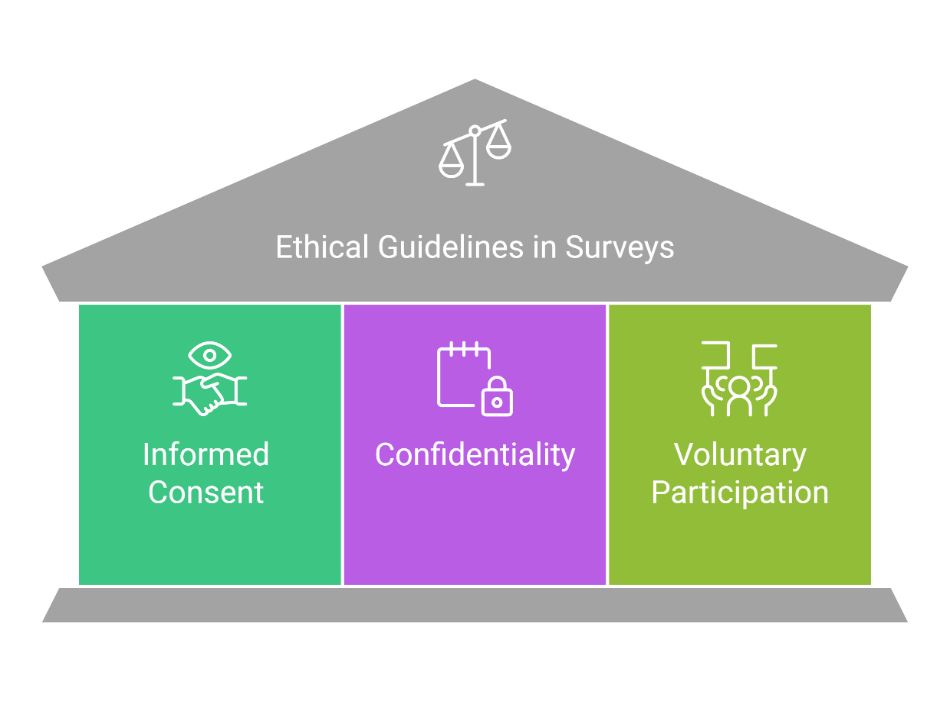 Ethical Guidelines in Surveys
Informed
Consent
Confidentiality
Voluntary
Participation